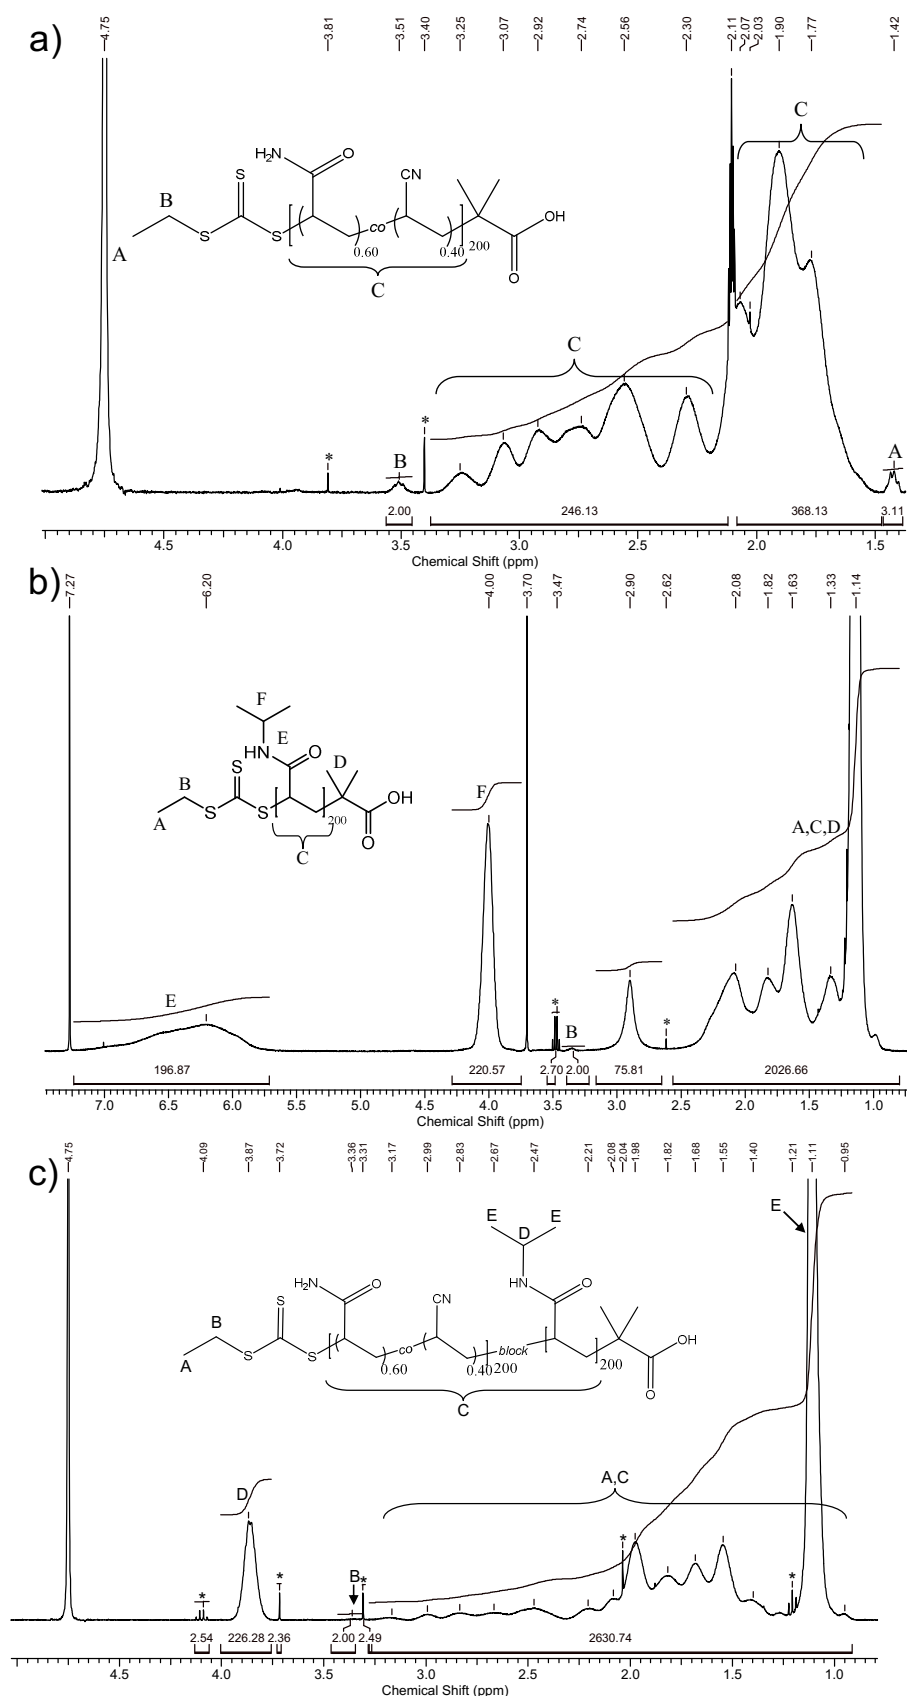 a)
4.75 3.81 3.51 3.40 3.25 3.07 2.92 2.74 2.56 2.30 2.11 2.07 2.03 1.90 1.77 1.42
C
H₂N O CN
B S
A S S [( )0.60 co ( )0.40]200 OH
O
C
C
* B * A
2.00 246.13 368.13 3.11
4.5 4.0 3.5 3.0 2.5 2.0 1.5
Chemical Shift (ppm)
b)
7.27 6.20 4.00 3.70 3.47 2.90 2.62 2.08 1.82 1.63 1.33 1.14
F
HN E O
S D
B S S OH
A [ ]200 O
C
F
A,C,D
E * B *
196.87 220.57 2.70 2.00 75.81 2026.66
7.0 6.5 6.0 5.5 5.0 4.5 4.0 3.5 3.0 2.5 2.0 1.5 1.0
Chemical Shift (ppm)
c)
4.75 4.09 3.87 3.72 3.36 3.31 3.17 2.99 2.83 2.67 2.47 2.21 2.08 2.04 1.98 1.82 1.68 1.55 1.40 1.21 1.11 0.95
E
E D E
H₂N O CN HN O
S
B OH
A S S [( )0.60 co ( )0.40]200 block [ ]200
O
C
A,C
D
* * B * * *
2.54 226.28 2.36 2.00 2.49 2630.74
4.5 4.0 3.5 3.0 2.5 2.0 1.5 1.0
Chemical Shift (ppm)